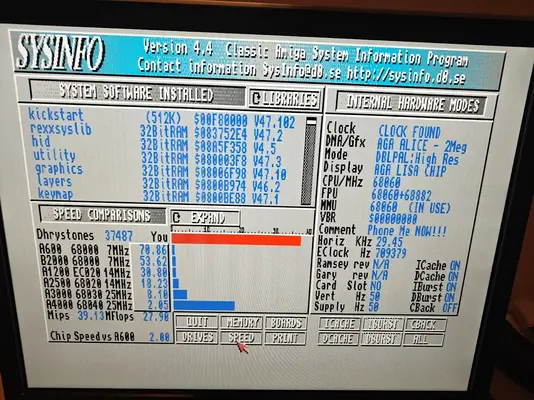 SYSINFO
Version 4.4 Classic Amiga System Information Program
Contact information SysInfo@d0.se http://sysinfo.d0.se
SYSTEM SOFTWARE INSTALLED
LIBRARIES
INTERNAL HARDWARE MODES
kickstart (512K) $00F80000 V47.102
rexxsyslib 32BitRAM $083752E4 V47.2
hid 32BitRAM $08A5F358 V4.5
utility 32BitRAM $080003F8 V47.3
graphics 32BitRAM $08006F98 V47.10
layers 32BitRAM $0800B974 V46.2
keymap 32BitRAM $0800BE88 V47.1
Clock CLOCK FOUND
DMA/Gfx AGA ALICE - 2Meg
Mode DBLPAL:High Res
Display AGA LISA CHIP
CPU/MHz 68060
FPU 68060+68882
MMU 68060 (IN USE)
VBR $00000000
Comment Phone Me NOW!!!
Horiz KHz 29.45
EClock Hz 709379
Ramsey rev N/A ICache ON
Gary rev N/A DCache ON
Card Slot NO IBurst ON
Vert Hz 50 DBurst ON
Supply Hz 50 CBack OFF
SPEED COMPARISONS
EXPAND
Dhrystones 37487 You
A600 68000 7MHz 70.86
B2000 68000 7MHz 53.62
A1200 EC020 14MHz 30.80
A2500 68020 14MHz 18.23
A3000 68030 25MHz 8.10
A4000 68040 25MHz 2.05
Mips 39.13 MFlops 27.90
Chip Speed vs A600 2.00
QUIT MEMORY BOARDS
DRIVES SPEED PRINT
ICACHE IBURST CBACK
DCACHE DBURST ALL